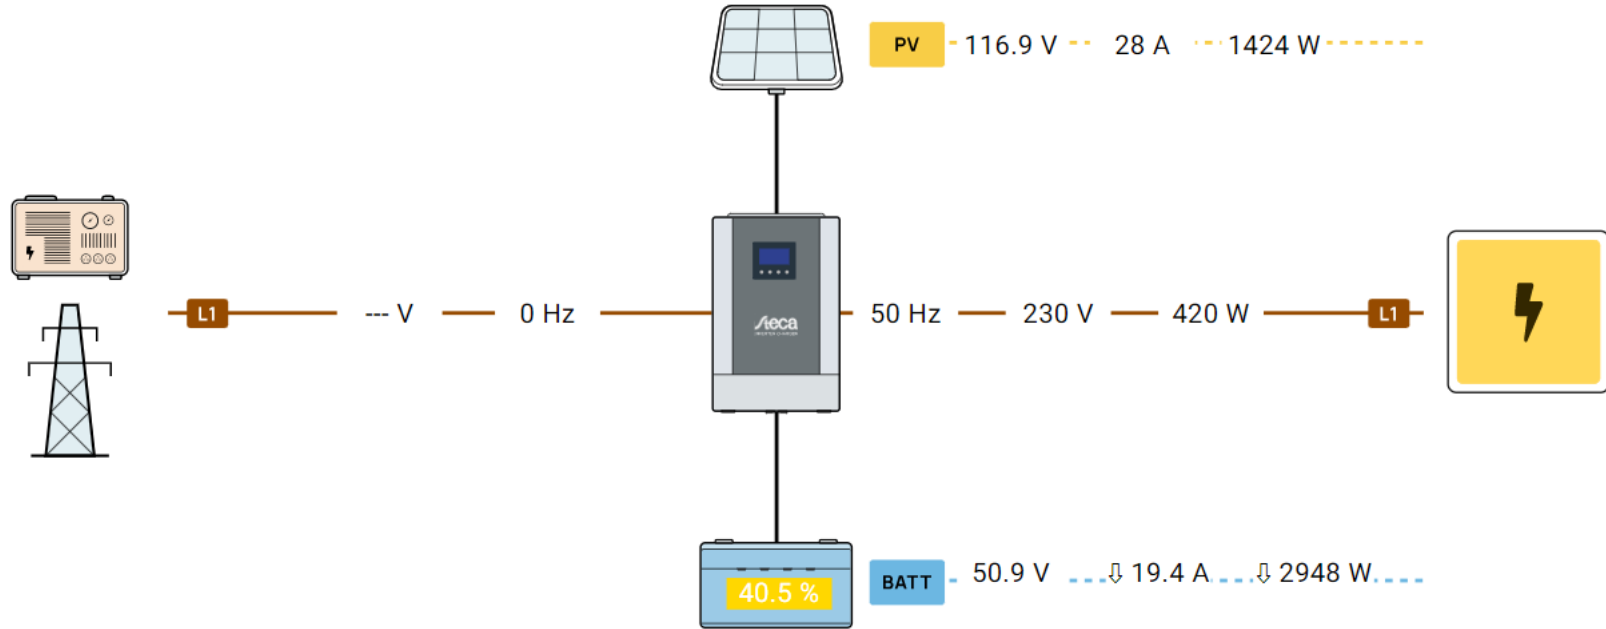 PV 116.9 V 28 A 1424 W
L1 --- V 0 Hz 50 Hz 230 V 420 W L1
Steca
40.5 %
BATT 50.9 V ⇩ 19.4 A ⇩ 2948 W